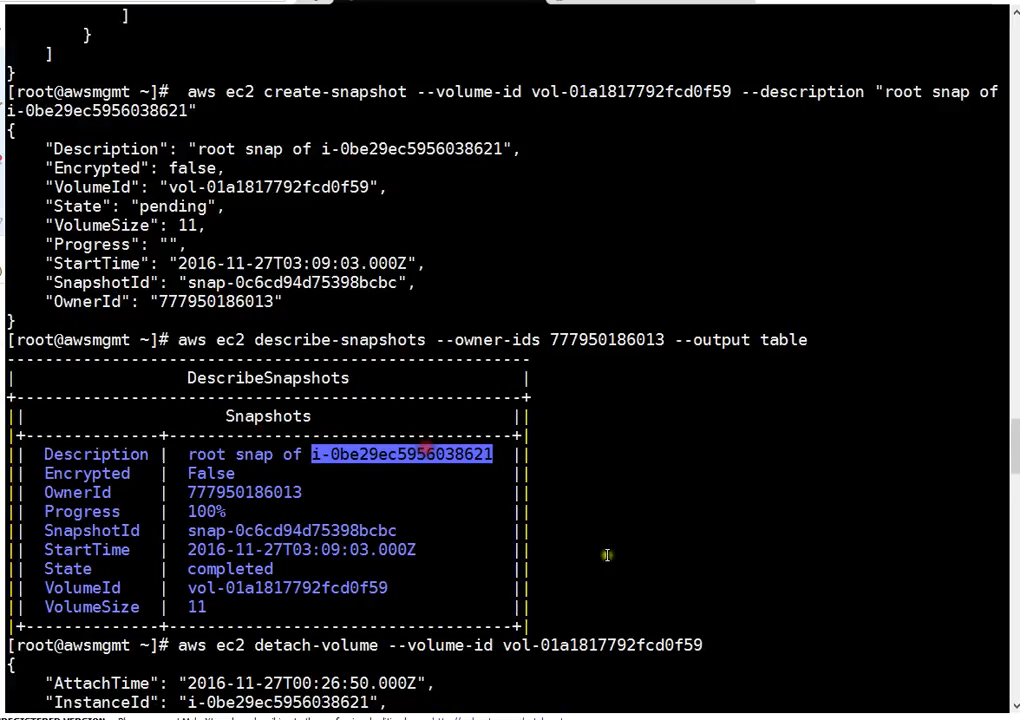 ]
}
]
}
[root@awsmgmt ~]#  aws ec2 create-snapshot --volume-id vol-01a1817792fcd0f59 --description "root snap of
i-0be29ec5956038621"
{
"Description": "root snap of i-0be29ec5956038621",
"Encrypted": false,
"VolumeId": "vol-01a1817792fcd0f59",
"State": "pending",
"VolumeSize": 11,
"Progress": "",
"StartTime": "2016-11-27T03:09:03.000Z",
"SnapshotId": "snap-0c6cd94d75398bcbc",
"OwnerId": "777950186013"
}
[root@awsmgmt ~]# aws ec2 describe-snapshots --owner-ids 777950186013 --output table
DescribeSnapshots
Snapshots
Description | root snap of i-0be29ec5956038621
Encrypted | False
OwnerId | 777950186013
Progress | 100%
SnapshotId | snap-0c6cd94d75398bcbc
StartTime | 2016-11-27T03:09:03.000Z
State | completed
VolumeId | vol-01a1817792fcd0f59
VolumeSize | 11
[root@awsmgmt ~]# aws ec2 detach-volume --volume-id vol-01a1817792fcd0f59
{
"AttachTime": "2016-11-27T00:26:50.000Z",
"InstanceId": "i-0be29ec5956038621",